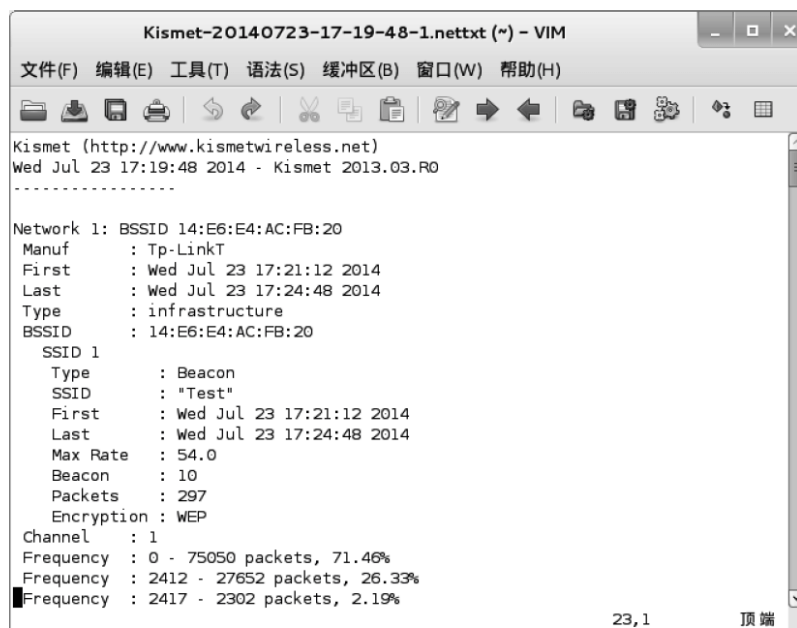 Kismet-20140723-17-19-48-1.nettxt (~) – VIM
文件(F) 编辑(E) 工具(T) 语法(S) 缓冲区(B) 窗口(W) 帮助(H)
Kismet (http://www.kismetwireless.net)
Wed Jul 23 17:19:48 2014 - Kismet 2013.03.R0
-----------------
Network 1: BSSID 14:E6:E4:AC:FB:20
Manuf : Tp-LinkT
First : Wed Jul 23 17:21:12 2014
Last : Wed Jul 23 17:24:48 2014
Type : infrastructure
BSSID : 14:E6:E4:AC:FB:20
SSID 1
Type : Beacon
SSID : "Test"
First : Wed Jul 23 17:21:12 2014
Last : Wed Jul 23 17:24:48 2014
Max Rate : 54.0
Beacon : 10
Packets : 297
Encryption : WEP
Channel : 1
Frequency : 0 - 75050 packets, 71.46%
Frequency : 2412 - 27652 packets, 26.33%
Frequency : 2417 - 2302 packets, 2.19%
23,1 顶端